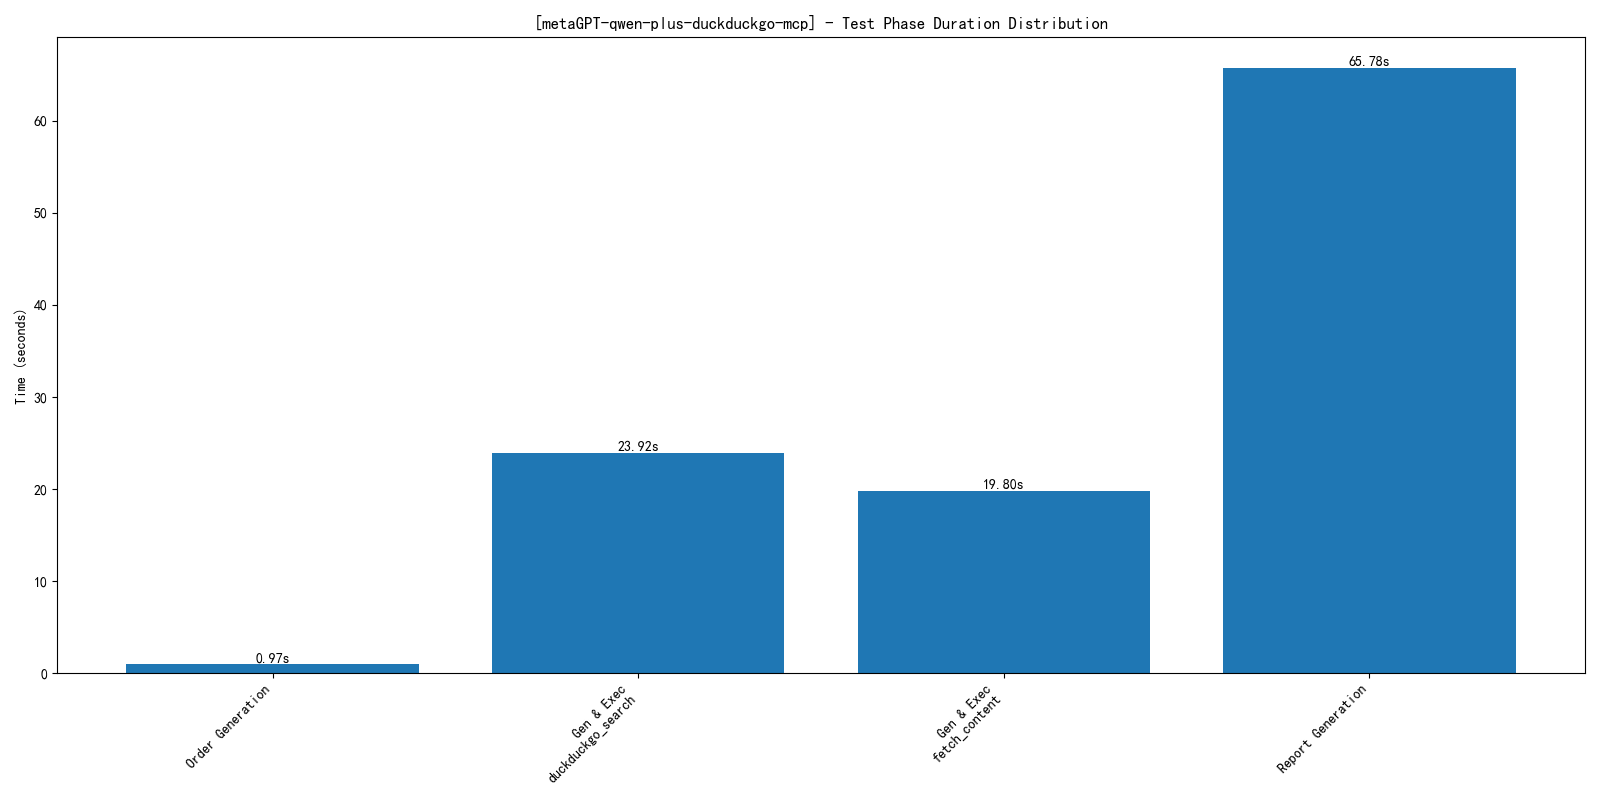 [metaGPT-qwen-plus-duckduckgo-mcp] - Test Phase Duration Distribution
Time (seconds)
60
50
40
30
20
10
0
0.97s
23.92s
19.80s
65.78s
Order Generation
Gen & Exec
duckduckgo_search
Gen & Exec
fetch_content
Report Generation